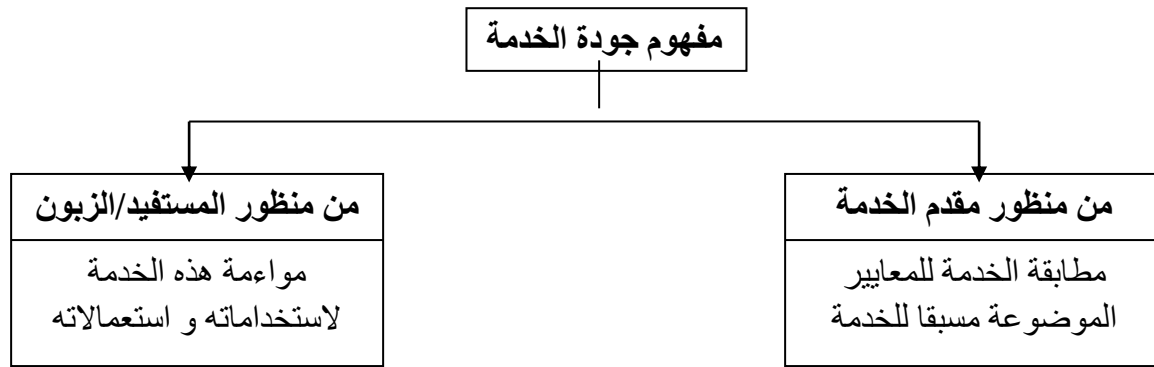 مفهوم جودة الخدمة
من منظور مقدم الخدمة
مطابقة الخدمة للمعايير
الموضوعة مسبقا للخدمة
من منظور المستفيد/الزبون
مواءمة هذه الخدمة
لاستخداماته و استعمالاته